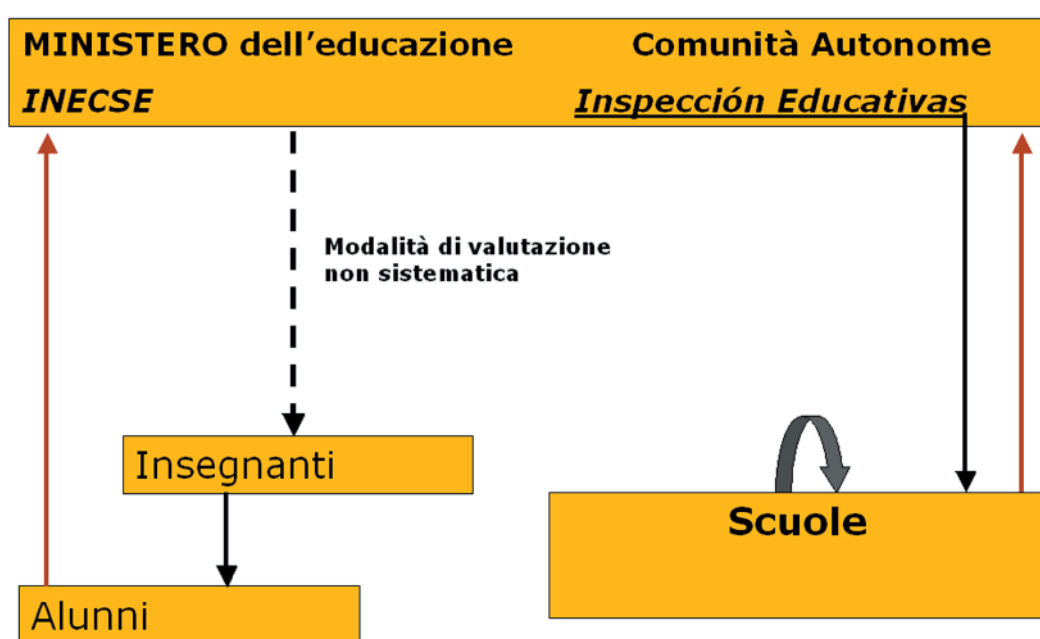 MINISTERO dell'educazione
Comunità Autonome
INECSE
Inspección Educativas
Modalità di valutazione
non sistematica
Insegnanti
Scuole
Alunni